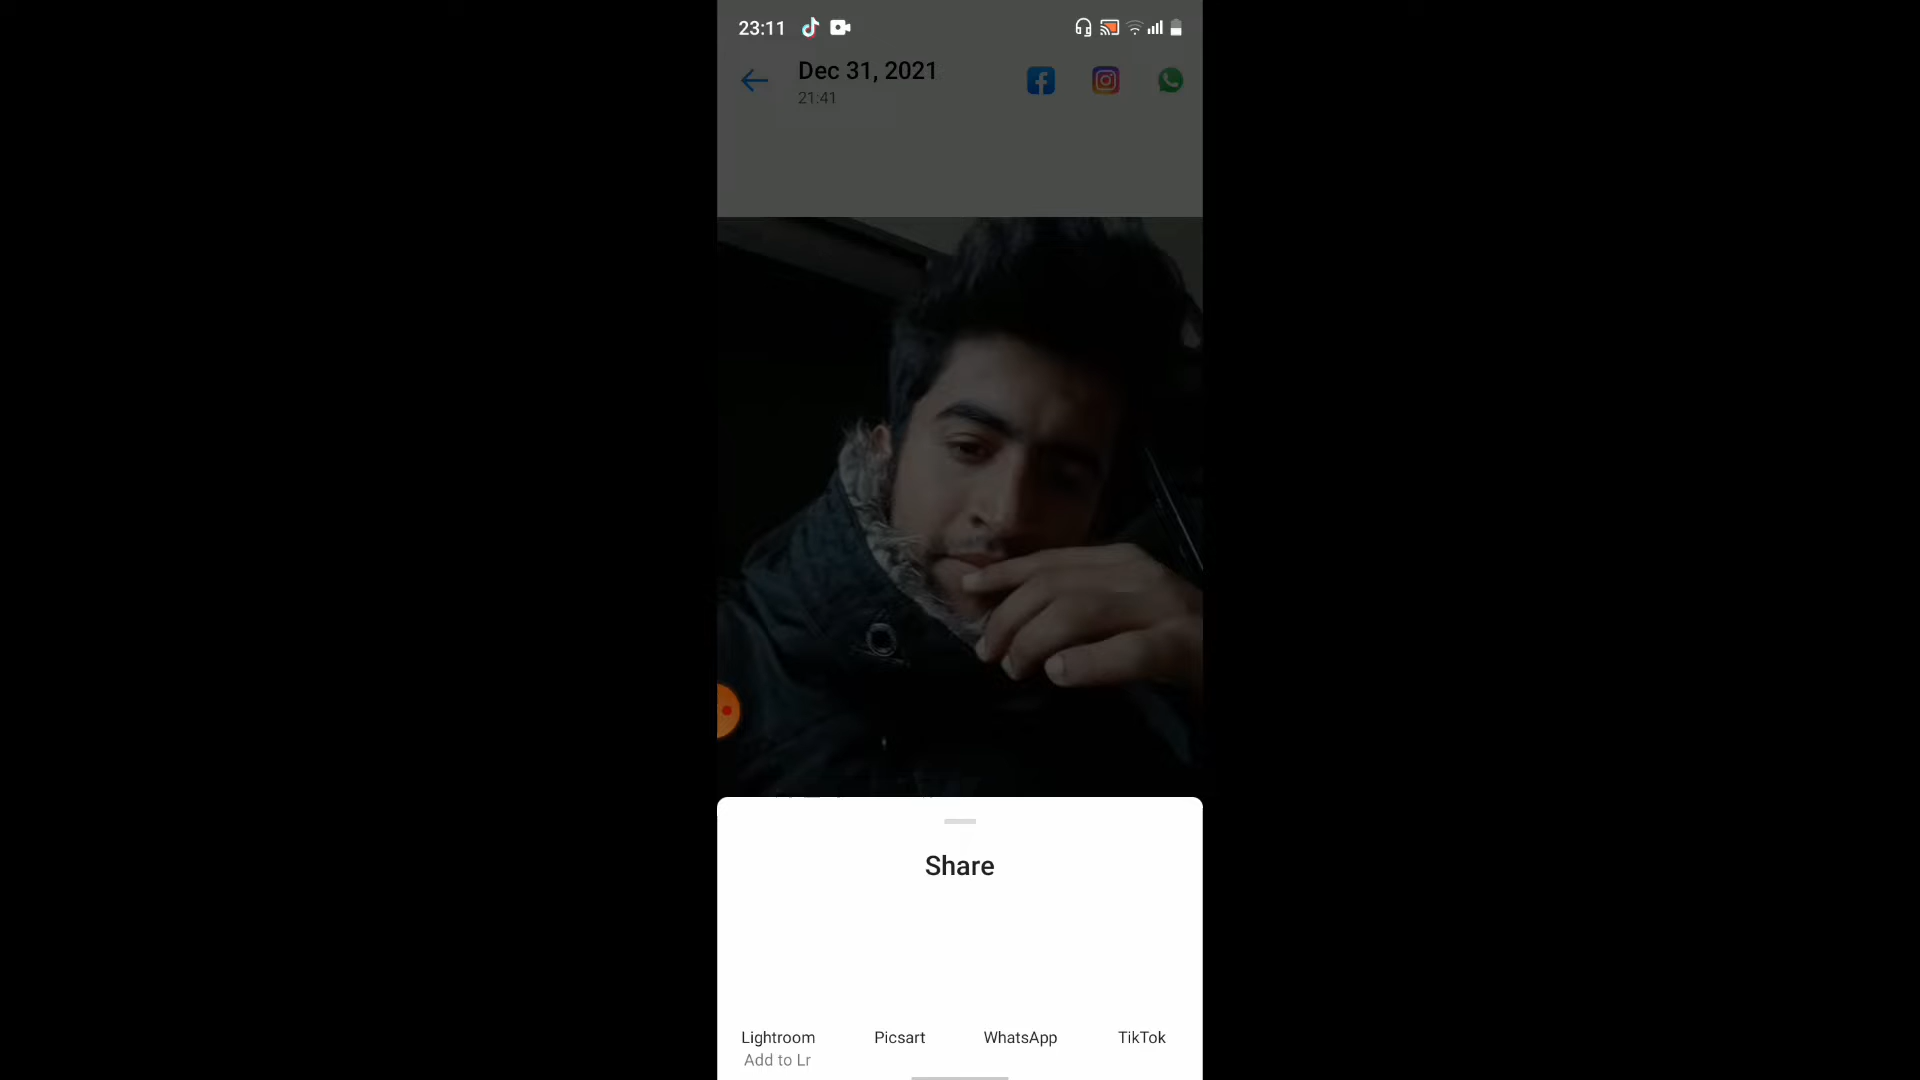 23:11
Dec 31, 2021
21:41
Share
Lightroom Picsart WhatsApp TikTok
Add to Lr